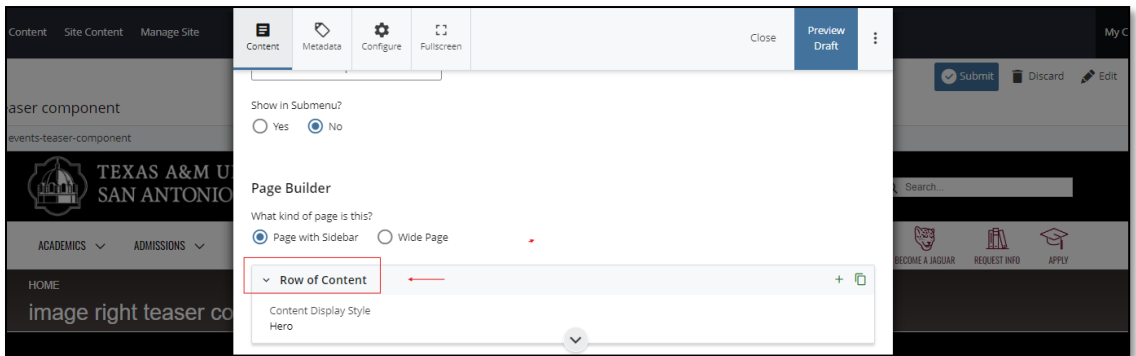 Content Site Content Manage Site
Content Metadata Configure Fullscreen
Close
Preview
Draft
My C
Submit Discard Edit
easer component
events-teaser-component
Show in Submenu?
Yes No
TEXAS A&M U
SAN ANTONIO
Search...
Page Builder
What kind of page is this?
Page with Sidebar Wide Page
ACADEMICS ADMISSIONS
BECOME A JAGUAR REQUEST INFO APPLY
Row of Content
HOME
image right teaser co
Content Display Style
Hero